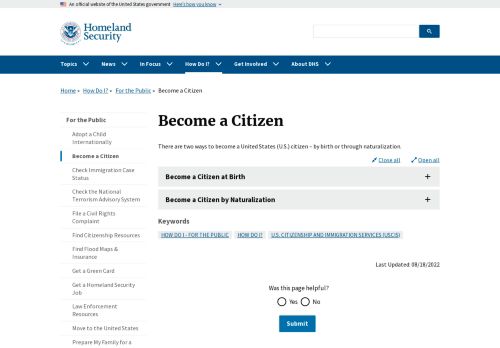 An official website of the United States government Here's how you know
Homeland
Security
Topics News In Focus How Do I? Get Involved About DHS
Home » How Do I? » For the Public » Become a Citizen
For the Public
Adopt a Child
Internationally
Become a Citizen
Check Immigration Case
Status
Check the National
Terrorism Advisory System
File a Civil Rights
Complaint
Find Citizenship Resources
Find Flood Maps &
Insurance
Get a Green Card
Get a Homeland Security
Job
Law Enforcement
Resources
Move to the United States
Prepare My Family for a
Become a Citizen
There are two ways to become a United States (U.S.) citizen – by birth or through naturalization.
Close all Open all
Become a Citizen at Birth
Become a Citizen by Naturalization
Keywords
HOW DO I - FOR THE PUBLIC HOW DO I? U.S. CITIZENSHIP AND IMMIGRATION SERVICES (USCIS)
Last Updated: 08/18/2022
Was this page helpful?
Yes No
Submit